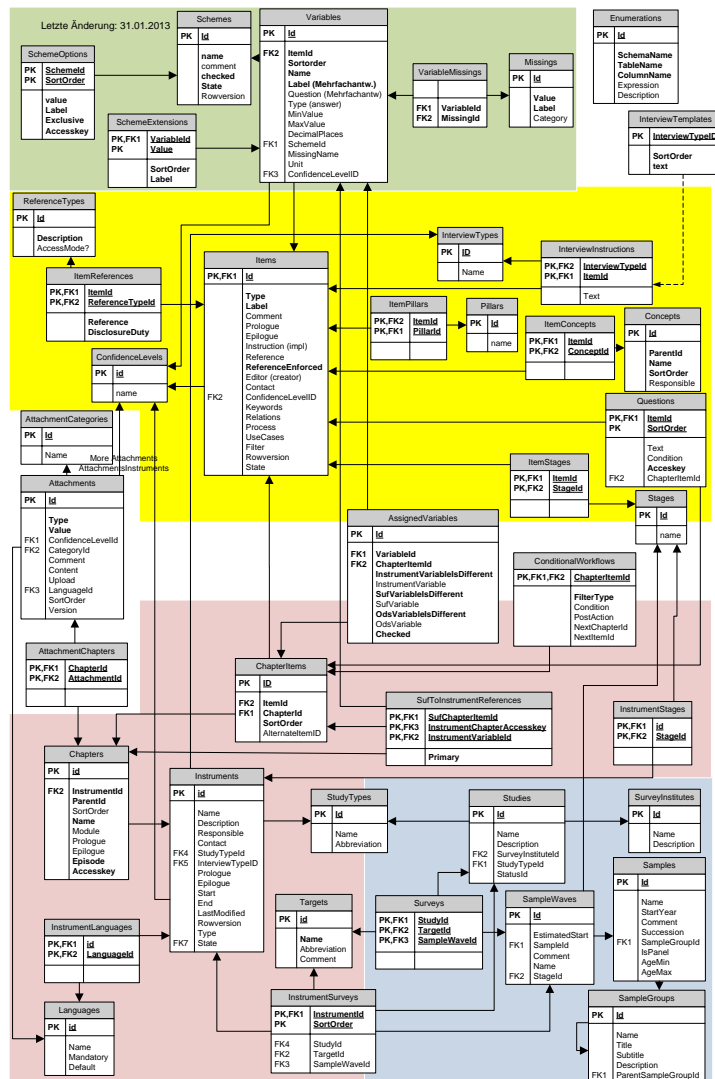 Letzte Änderung: 31.01.2013
Schemes
PK Id
name
comment
checked
State
Rowversion
SchemeOptions
PK SchemeId
PK SortOrder
value
Label
Exclusive
Accesskey
SchemeExtensions
PK,FK1 VariableId
PK Value
SortOrder
Label
Variables
PK Id
FK2 ItemId
Sortorder
Name
Label (Mehrfachantw.)
Question (Mehrfachantw)
Type (answer)
MinValue
MaxValue
DecimalPlaces
FK1 SchemeId
MissingName
Unit
FK3 ConfidenceLevelID
VariableMissings
FK1 VariableId
FK2 MissingId
Missings
PK Id
Value
Label
Category
Enumerations
PK Id
SchemaName
TableName
ColumnName
Expression
Description
InterviewTemplates
PK InterviewTypeID
SortOrder
text
ReferenceTypes
PK Id
Description
AccessMode?
ItemReferences
PK,FK1 ItemId
PK,FK2 ReferenceTypeId
Reference
DisclosureDuty
ConfidenceLevels
PK id
name
Items
PK,FK1 Id
Type
Label
Comment
Prologue
Epilogue
Instruction (impl)
Reference
ReferenceEnforced
Editor (creator)
Contact
FK2 ConfidenceLevelID
Keywords
Relations
Process
UseCases
Filter
Rowversion
State
InterviewTypes
PK ID
Name
InterviewInstructions
PK,FK2 InterviewTypeId
PK,FK1 ItemId
Text
ItemPillars
PK,FK2 ItemId
PK,FK1 PillarId
Pillars
PK Id
name
ItemConcepts
PK,FK1 ItemId
PK,FK2 ConceptId
Concepts
PK Id
ParentId
Name
SortOrder
Responsible
Questions
PK,FK1 ItemId
PK SortOrder
Text
Condition
Acceskey
FK2 ChapterItemId
ItemStages
PK,FK1 ItemId
PK,FK2 StageId
Stages
PK Id
name
AttachmentCategories
PK Id
Name
More Attachments
AttachmentsInstruments
Attachments
PK Id
Type
Value
FK1 ConfidenceLevelId
FK2 CategoryId
Comment
Content
Upload
FK3 LanguageId
SortOrder
Version
AttachmentChapters
PK,FK1 ChapterId
PK,FK2 AttachmentId
AssignedVariables
PK Id
FK1 VariableId
FK2 ChapterItemId
InstrumentVariableIsDifferent
InstrumentVariable
SufVariableIsDifferent
SufVariable
OdsVariableIsDifferent
OdsVariable
Checked
ConditionalWorkflows
PK,FK1,FK2 ChapterItemId
FilterType
Condition
PostAction
NextChapterId
NextItemId
ChapterItems
PK ID
FK2 ItemId
FK1 ChapterId
SortOrder
AlternateItemID
SufToInstrumentReferences
PK,FK1 SufChapterItemId
PK,FK3 InstrumentChapterAccesskey
PK,FK2 InstrumentVariableId
Primary
InstrumentStages
PK,FK1 id
PK,FK2 StageId
Chapters
PK id
FK2 InstrumentId
ParentId
SortOrder
Name
Module
Prologue
Epilogue
Episode
Accesskey
Instruments
PK id
Name
Description
Responsible
Contact
FK4 StudyTypeId
FK5 InterviewTypeID
Prologue
Epilogue
Start
End
LastModified
Rowversion
Type
FK7 State
StudyTypes
PK Id
Name
Abbreviation
Studies
PK Id
Name
Description
FK2 SurveyInstituteId
FK1 StudyTypeId
StatusId
SurveyInstitutes
PK Id
Name
Description
InstrumentLanguages
PK,FK1 id
PK,FK2 LanguageId
Targets
PK id
Name
Abbreviation
Comment
Surveys
PK,FK1 StudyId
PK,FK2 TargetId
PK,FK3 SampleWaveId
SampleWaves
PK Id
EstimatedStart
FK1 SampleId
Comment
Name
FK2 StageId
Samples
PK Id
Name
StartYear
Comment
Succession
FK1 SampleGroupId
IsPanel
AgeMin
AgeMax
Languages
PK id
Name
Mandatory
Default
InstrumentSurveys
PK,FK1 InstrumentId
PK SortOrder
FK4 StudyId
FK2 TargetId
FK3 SampleWaveId
SampleGroups
PK Id
Name
Title
Subtitle
Description
FK1 ParentSampleGroupId